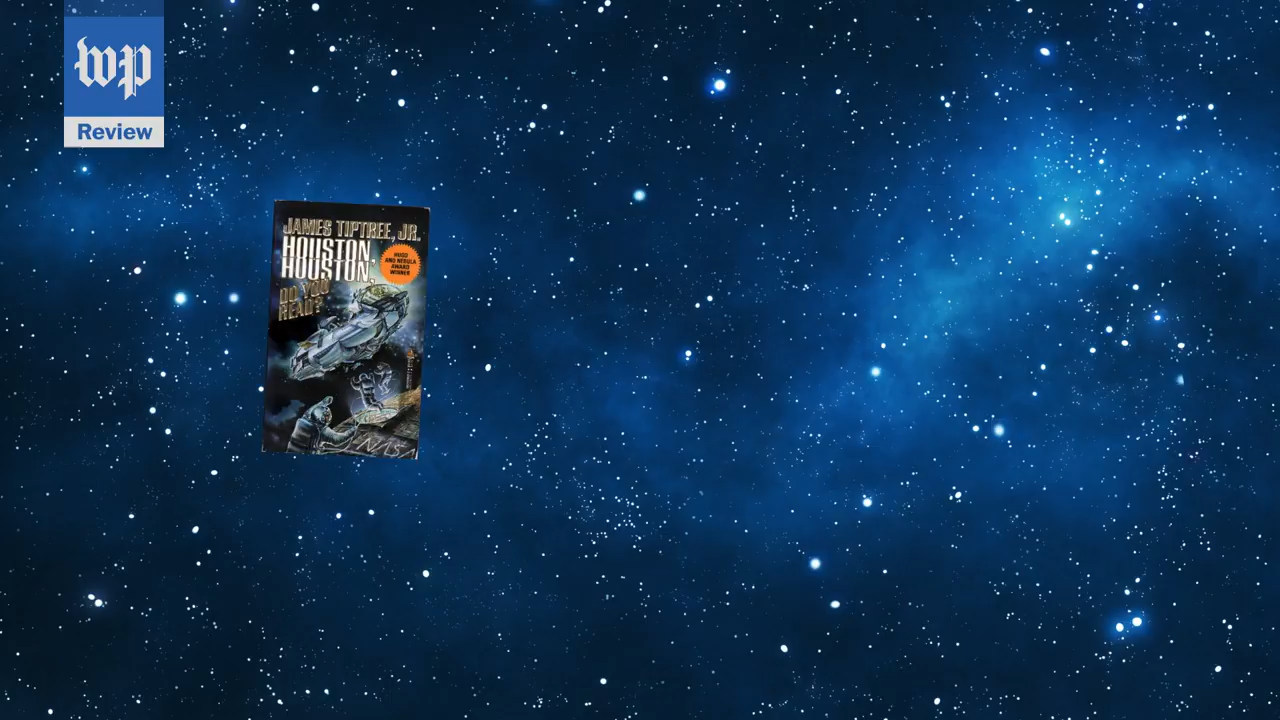 wp
Review
JAMES TIPTREE, JR.
HOUSTON,
HOUSTON,
DO YOU
READ?
HUGO
AND NEBULA
AWARD
WINNER
NASA